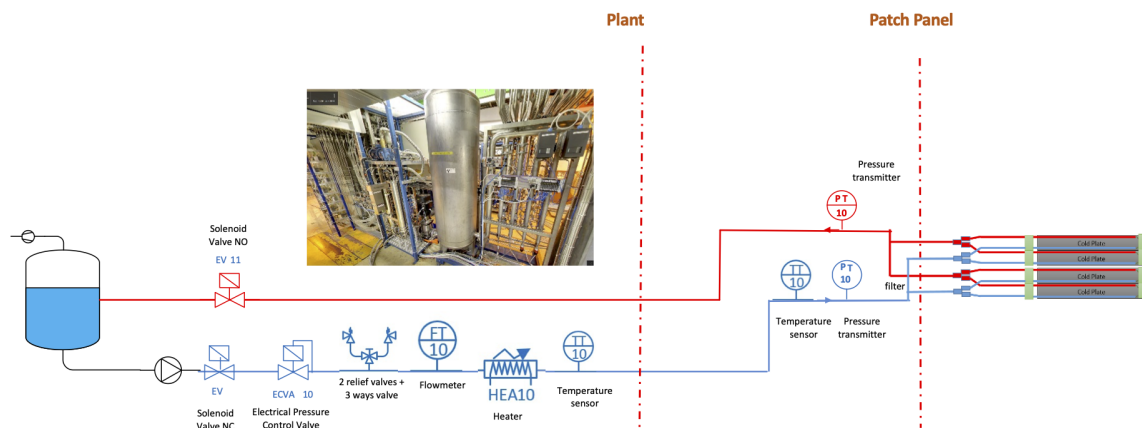 Plant
Patch Panel
Pressure
transmitter
PT
10
Solenoid
Valve NO
EV 11
Cold Plate
Cold Plate
Cold Plate
Cold Plate
TT
10
PT
10
filter
Temperature
sensor
Pressure
transmitter
EV
ECVA 10
2 relief valves +
3 ways valve
FT
10
Flowmeter
HEA10
Heater
TT
10
Temperature
sensor
Solenoid
Valve NC
Electrical Pressure
Control Valve